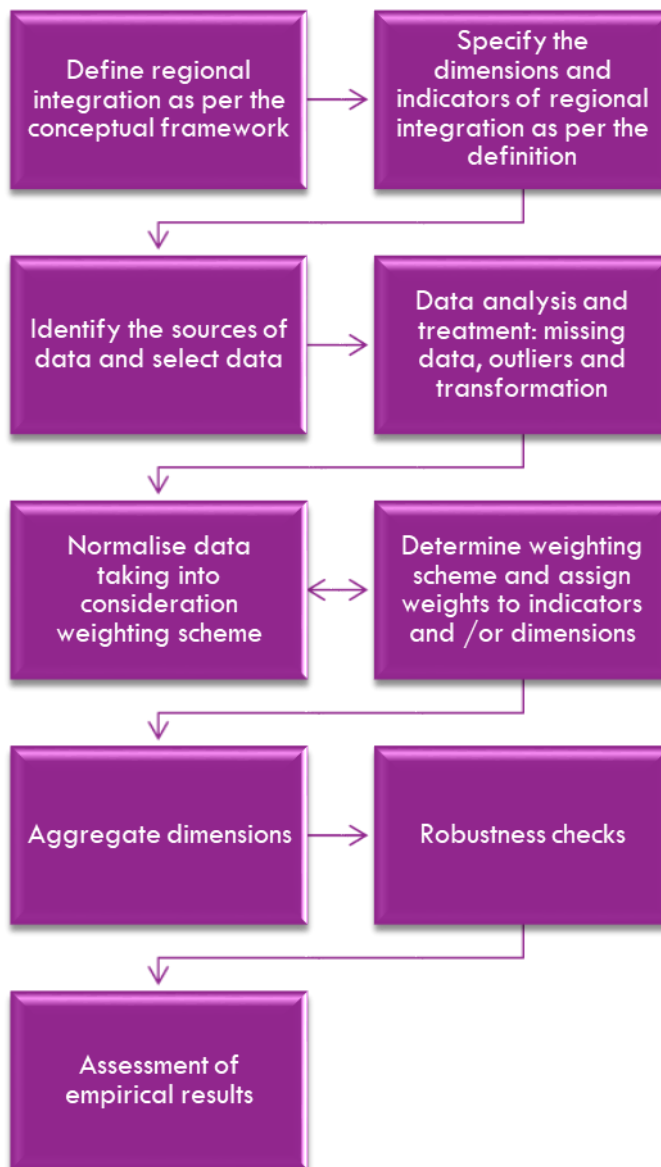 Define regional
integration as per the
conceptual framework
Specify the
dimensions and
indicators of regional
integration as per the
definition
Identify the sources of
data and select data
Data analysis and
treatment: missing
data, outliers and
transformation
Normalise data
taking into
consideration
weighting scheme
Determine weighting
scheme and assign
weights to indicators
and /or dimensions
Aggregate dimensions
Robustness checks
Assessment of
empirical results